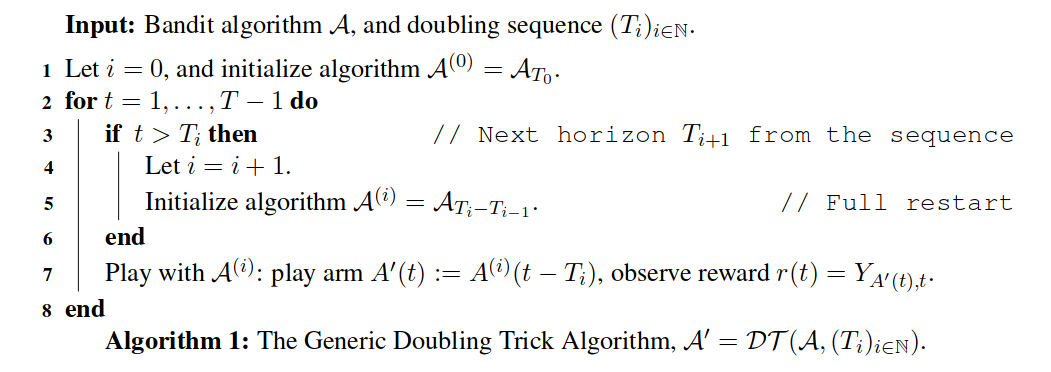 Input: Bandit algorithm 𝒜, and doubling sequence (T_i)_{i∈ℕ}.
1 Let i = 0, and initialize algorithm 𝒜^{(0)} = 𝒜_{T_0}.
2 for t = 1, . . . , T − 1 do
3 if t > T_i then // Next horizon T_{i+1} from the sequence
4 Let i = i + 1.
5 Initialize algorithm 𝒜^{(i)} = 𝒜_{T_i−T_{i−1}}. // Full restart
6 end
7 Play with 𝒜^{(i)}: play arm A′(t) := A^{(i)}(t − T_i), observe reward r(t) = Y_{A′(t),t}.
8 end
Algorithm 1: The Generic Doubling Trick Algorithm, 𝒜′ = 𝒟𝒯(𝒜, (T_i)_{i∈ℕ}).